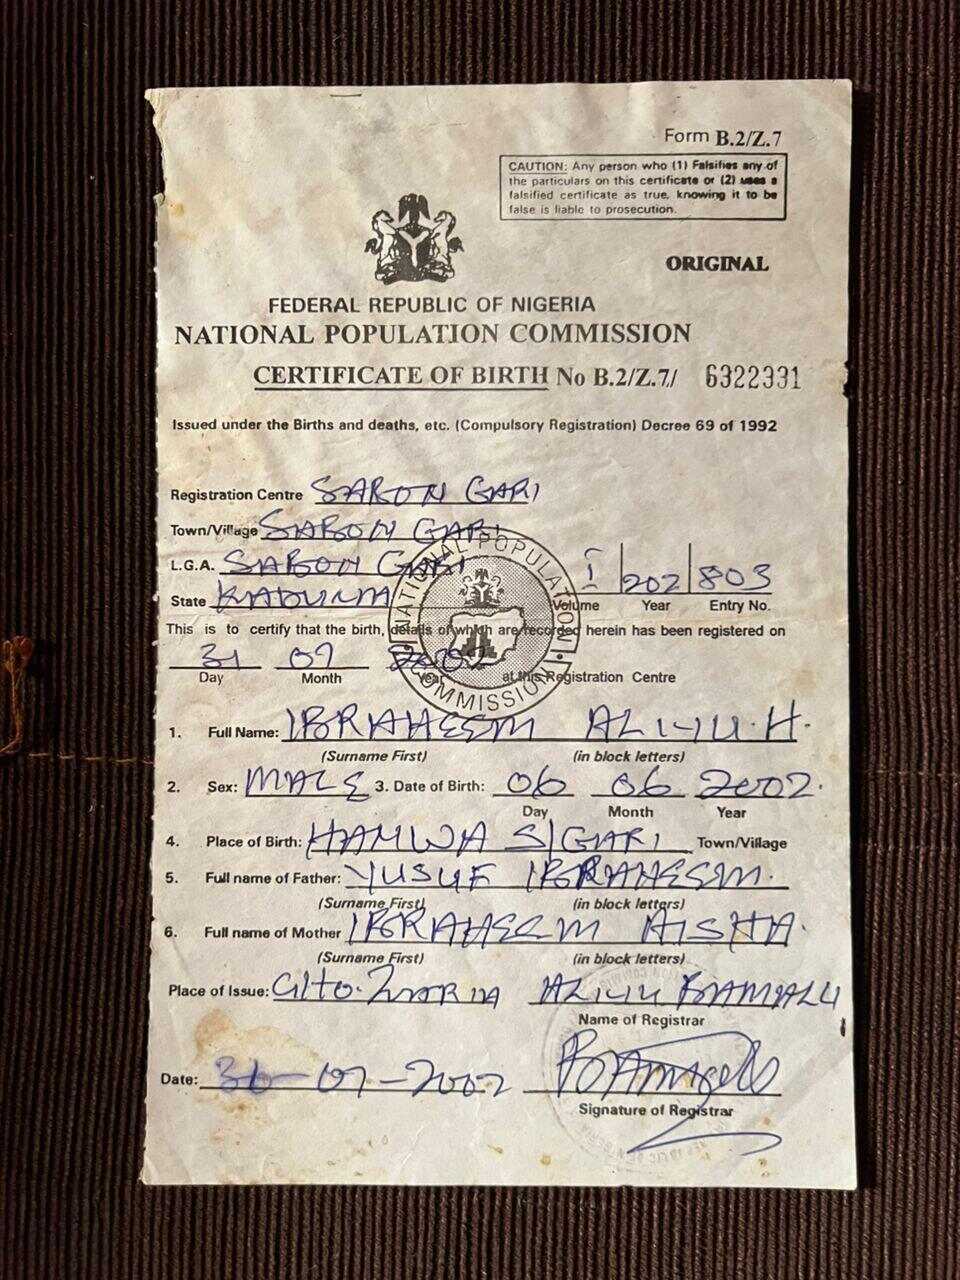 Form B.2/Z.7
CAUTION: Any person who (1) Falsifies any of
the particulars on this certificate or (2) uses a
falsified certificate as true, knowing it to be
false is liable to prosecution.
ORIGINAL
FEDERAL REPUBLIC OF NIGERIA
NATIONAL POPULATION COMMISSION
CERTIFICATE OF BIRTH No B.2/Z.7/ 6322331
Issued under the Births and deaths, etc. (Compulsory Registration) Decree 69 of 1992
Registration Centre SABON GARI
Town/Village SABON GARI
L.G.A. SABON GARI I 202 803
State KADUNA Volume Year Entry No.
This is to certify that the birth, details of which are recorded herein has been registered on
31 07 2002
Day Month Year at this Registration Centre
NATIONAL POPULATION COMMISSION
1. Full Name: IBRAHEEM ALIYU. H.
(Surname First) (in block letters)
2. Sex: MALE 3. Date of Birth: 06 06 2002.
Day Month Year
4. Place of Birth: HAMWA S/GARI Town/Village
5. Full name of Father: YUSUF IBRAHEEM.
(Surname First) (in block letters)
6. Full name of Mother IBRAHEEM AISHA.
(Surname First) (in block letters)
Place of Issue: ZARIA ALIYU
Name of Registrar
Date: 07-2002
Signature of Registrar